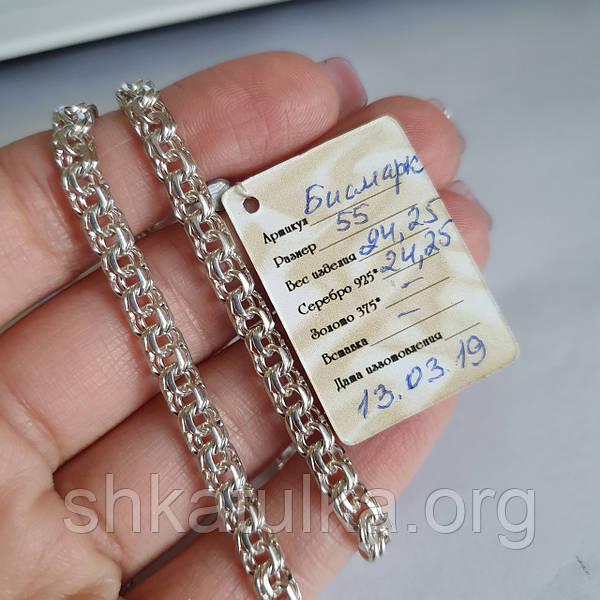 Артикул Бисмарк
Размер 55
Вес изделия 24,25
Серебро 925° 24,25
Золото 375° —
Вставка —
Дата изготовления
13.03.19
shkatulka.org